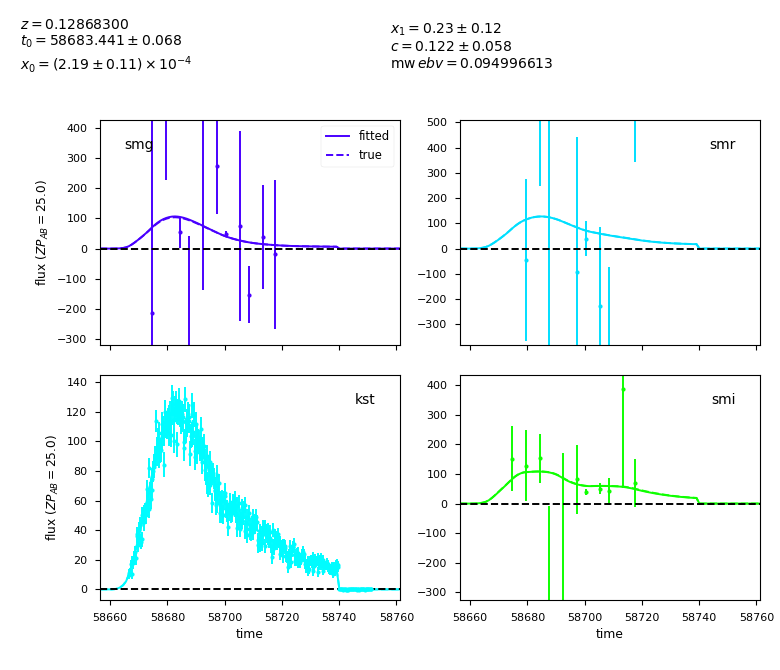 z = 0.12868300
t₀ = 58683.441 ± 0.068
x₀ = (2.19 ± 0.11) × 10⁻⁴
x₁ = 0.23 ± 0.12
c = 0.122 ± 0.058
mw ebv = 0.094996613
smg
fitted
true
400
300
200
100
0
−100
−200
−300
flux (ZP_AB = 25.0)
smr
500
400
300
200
100
0
−100
−200
−300
kst
140
120
100
80
60
40
20
0
flux (ZP_AB = 25.0)
58660 58680 58700 58720 58740 58760
time
smi
400
300
200
100
0
−100
−200
−300
58660 58680 58700 58720 58740 58760
time